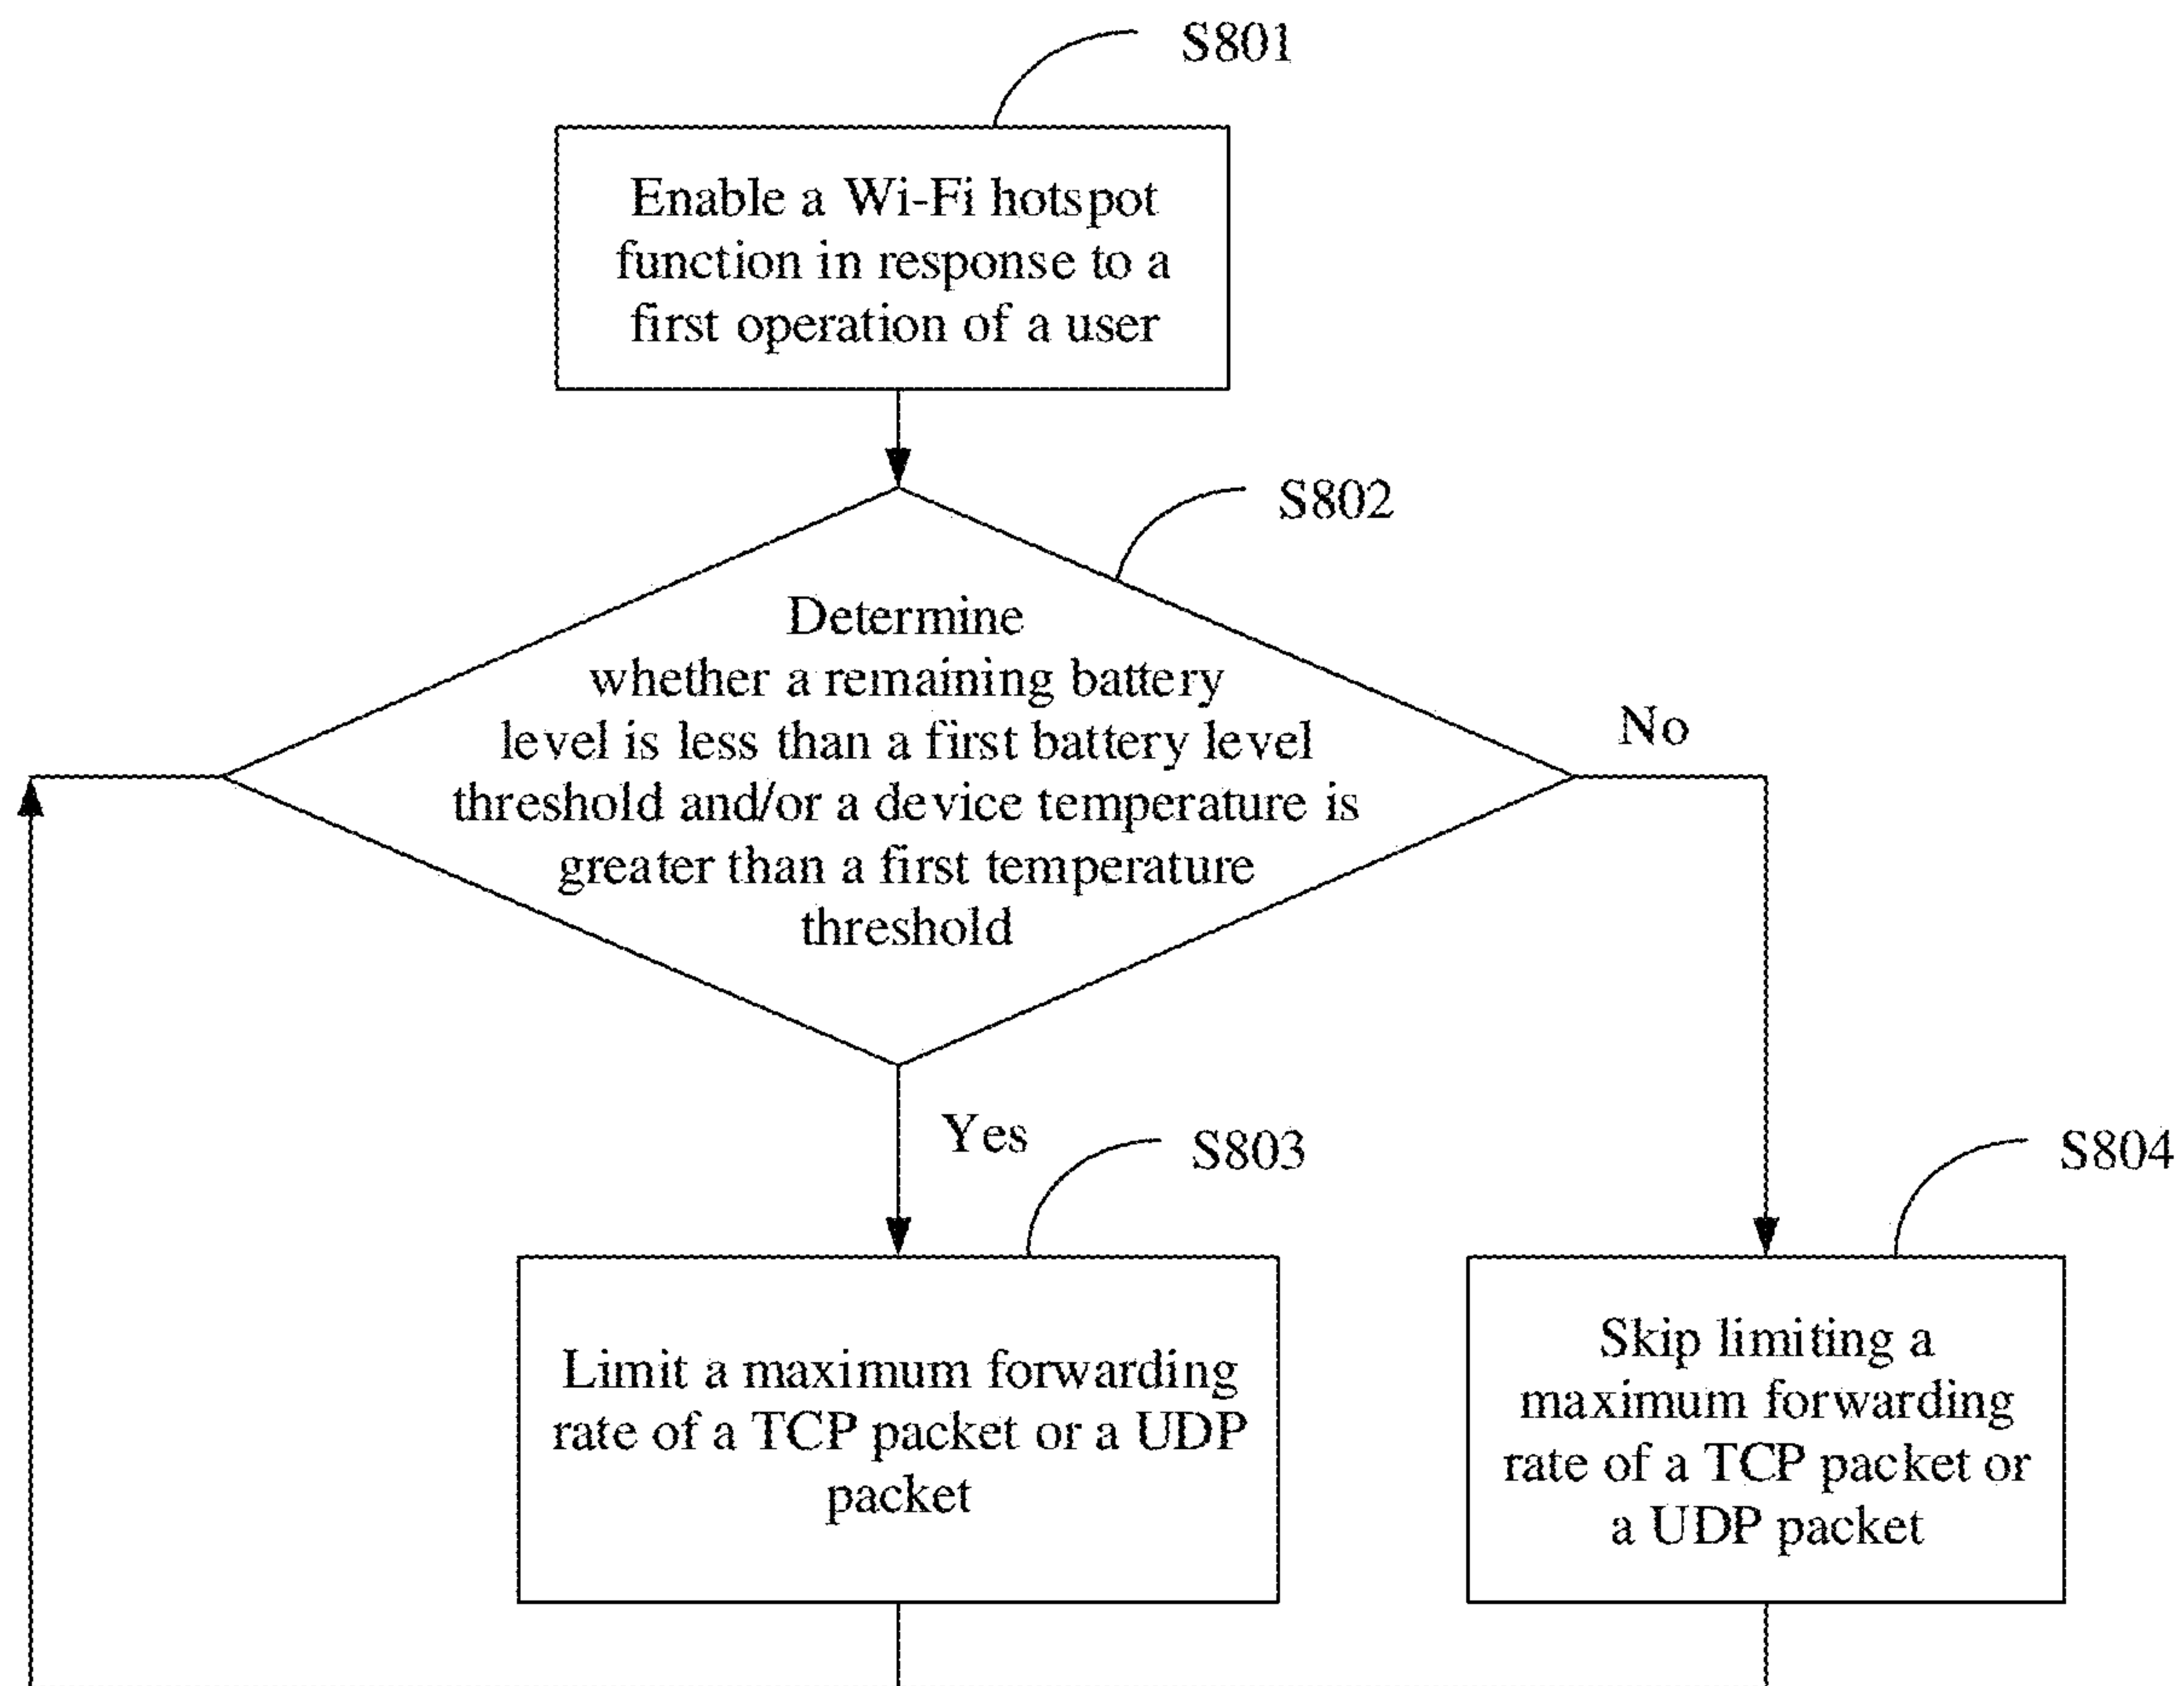 S801
Enable a Wi-Fi hotspot
function in response to a
first operation of a user
S802
Determine
whether a remaining battery
level is less than a first battery level
threshold and/or a device temperature is
greater than a first temperature
threshold
No
Yes
S803
S804
Limit a maximum forwarding
rate of a TCP packet or a UDP
packet
Skip limiting a
maximum forwarding
rate of a TCP packet or
a UDP packet